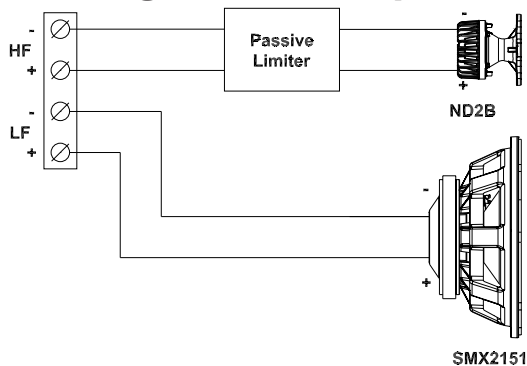 -
HF
+
-
LF
+
Passive
Limiter
-
+
ND2B
-
+
SMX2151